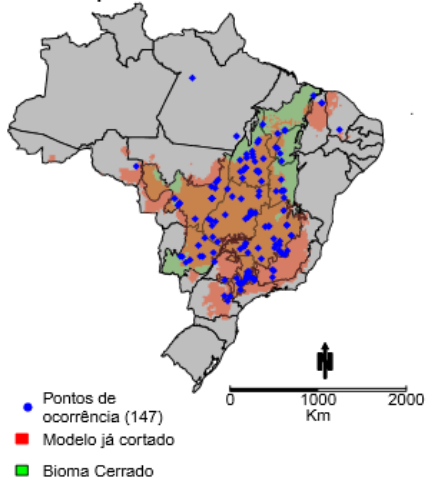 N
0 1000 2000
Km
Pontos de
ocorrência (147)
Modelo já cortado
Bioma Cerrado